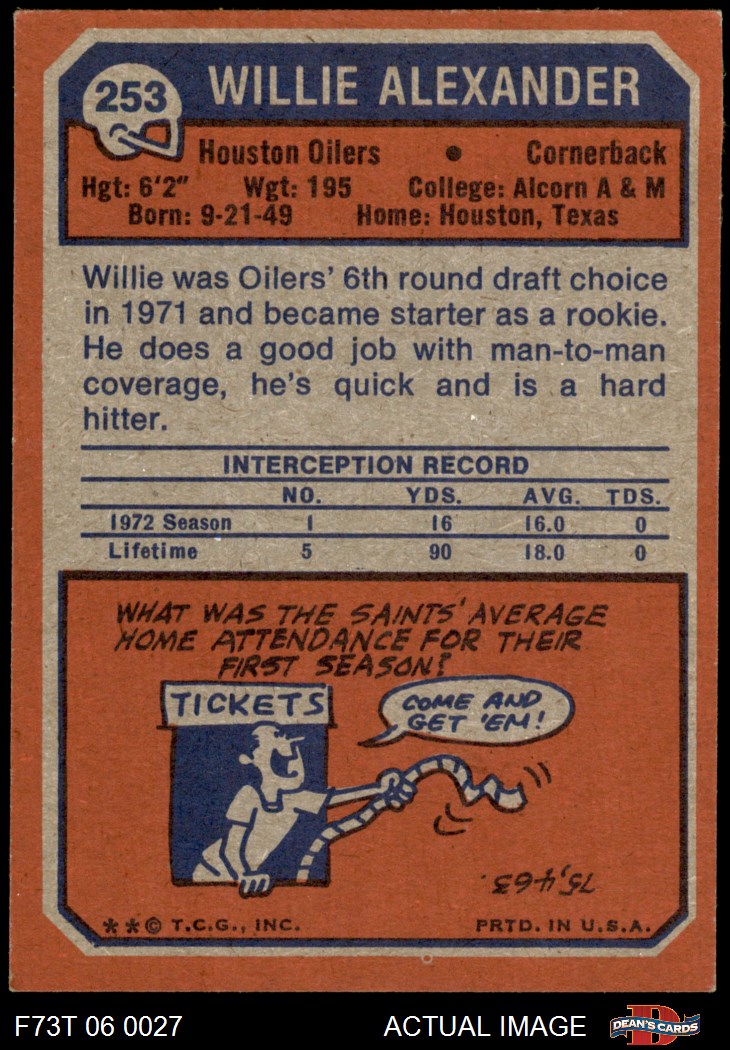 253
WILLIE ALEXANDER
Houston Oilers • Cornerback
Hgt: 6'2" Wgt: 195 College: Alcorn A & M
Born: 9-21-49 Home: Houston, Texas
Willie was Oilers' 6th round draft choice
in 1971 and became starter as a rookie.
He does a good job with man-to-man
coverage, he's quick and is a hard
hitter.
INTERCEPTION RECORD
NO. YDS. AVG. TDS.
1972 Season 1 16 16.0 0
Lifetime 5 90 18.0 0
WHAT WAS THE SAINTS' AVERAGE
HOME ATTENDANCE FOR THEIR
FIRST SEASON?
TICKETS
COME AND
GET 'EM!
75,463.
**© T.C.G., INC. PRTD. IN U.S.A.
F73T 06 0027 ACTUAL IMAGE
D
DEAN'S CARDS